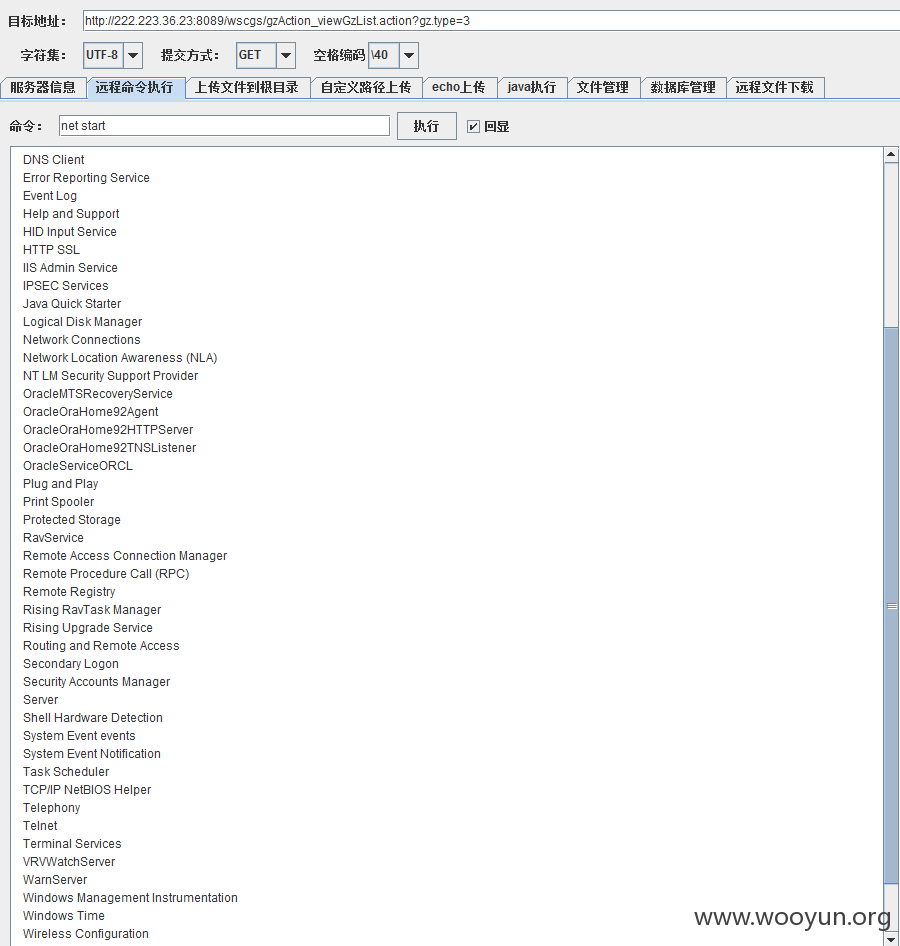 目标地址： http://222.223.36.23:8089/wscgs/gzAction_viewGzList.action?gz.type=3
字符集： UTF-8 提交方式： GET 空格编码 \40
服务器信息 远程命令执行 上传文件到根目录 自定义路径上传 echo上传 java执行 文件管理 数据库管理 远程文件下载
命令： net start 执行 回显
DNS Client
Error Reporting Service
Event Log
Help and Support
HID Input Service
HTTP SSL
IIS Admin Service
IPSEC Services
Java Quick Starter
Logical Disk Manager
Network Connections
Network Location Awareness (NLA)
NT LM Security Support Provider
OracleMTSRecoveryService
OracleOraHome92Agent
OracleOraHome92HTTPServer
OracleOraHome92TNSListener
OracleServiceORCL
Plug and Play
Print Spooler
Protected Storage
RavService
Remote Access Connection Manager
Remote Procedure Call (RPC)
Remote Registry
Rising RavTask Manager
Rising Upgrade Service
Routing and Remote Access
Secondary Logon
Security Accounts Manager
Server
Shell Hardware Detection
System Event events
System Event Notification
Task Scheduler
TCP/IP NetBIOS Helper
Telephony
Telnet
Terminal Services
VRVWatchServer
WarnServer
Windows Management Instrumentation
Windows Time
Wireless Configuration
www.wooyun.org